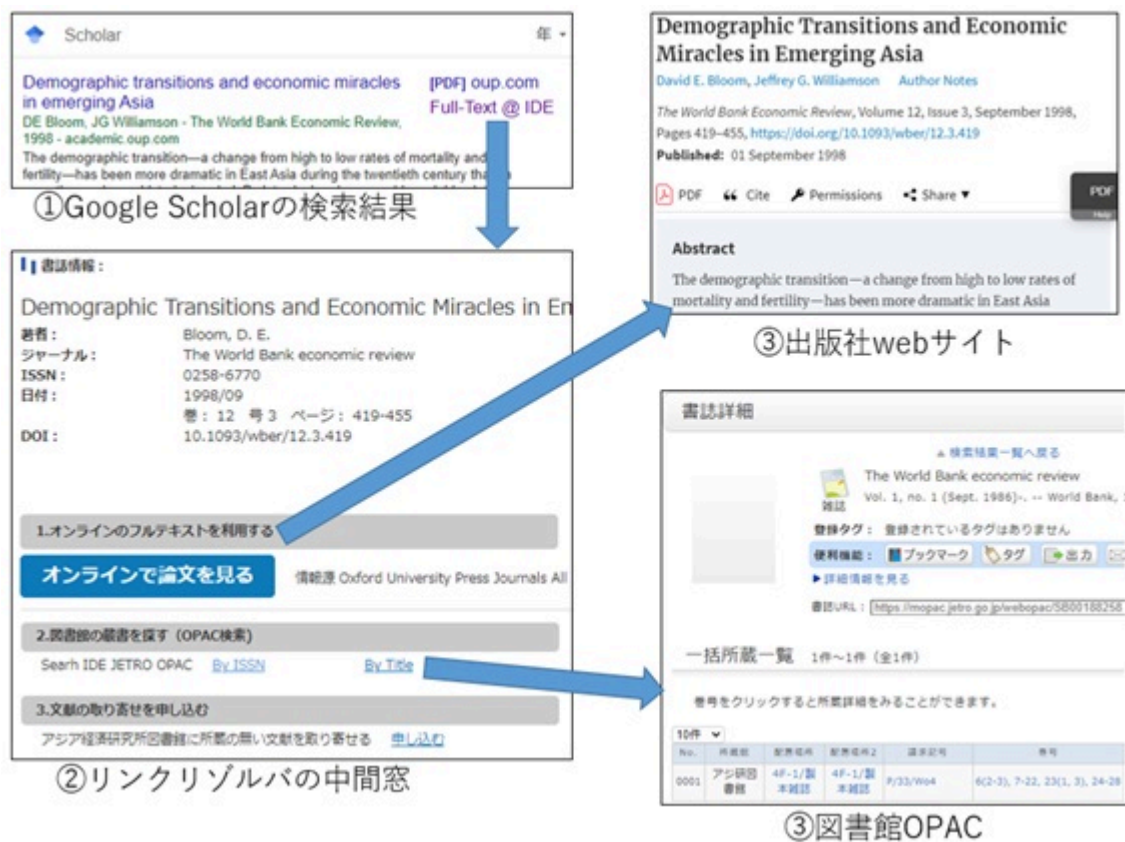 Scholar 年
Demographic transitions and economic miracles
in emerging Asia
[PDF] oup.com
Full-Text @ IDE
DE Bloom, JG Williamson - The World Bank Economic Review,
1998 - academic.oup.com
The demographic transition—a change from high to low rates of mortality and
fertility—has been more dramatic in East Asia during the twentieth century than
①Google Scholarの検索結果
書誌情報：
Demographic Transitions and Economic Miracles in Em
著者： Bloom, D. E.
ジャーナル： The World Bank economic review
ISSN： 0258-6770
日付： 1998/09
巻： 12 号 3 ページ： 419-455
DOI： 10.1093/wber/12.3.419
1.オンラインのフルテキストを利用する
オンラインで論文を見る 情報源 Oxford University Press Journals All
2.図書館の蔵書を探す（OPAC検索)
Searh IDE JETRO OPAC By ISSN By Title
3.文献の取り寄せを申し込む
アジア経済研究所図書館に所蔵の無い文献を取り寄せる 申し込む
②リンクリゾルバの中間窓
Demographic Transitions and Economic
Miracles in Emerging Asia
David E. Bloom, Jeffrey G. Williamson Author Notes
The World Bank Economic Review, Volume 12, Issue 3, September 1998,
Pages 419–455, https://doi.org/10.1093/wber/12.3.419
Published: 01 September 1998
PDF Cite Permissions Share ▼
PDF
Help
Abstract
The demographic transition—a change from high to low rates of
mortality and fertility—has been more dramatic in East Asia
③出版社webサイト
書誌詳細
検索結果一覧へ戻る
The World Bank economic review
雑誌 Vol. 1, no. 1 (Sept. 1986)-. -- World Bank, 1
登録タグ： 登録されているタグはありません
便利機能： ブックマーク タグ 出力
▶詳細情報を見る
書誌URL： https://mopac.jetro.go.jp/webopac/SB00188258
一括所蔵一覧 1件～1件（全1件）
巻号をクリックすると所蔵詳細をみることができます。
10件
No. 所蔵館 配置場所 配置場所2 請求記号 巻号
0001 アジ研図書館 4F-1/製本雑誌 4F-1/製本雑誌 P/33/Wo4 6(2-3), 7-22, 23(1, 3), 24-28
③図書館OPAC